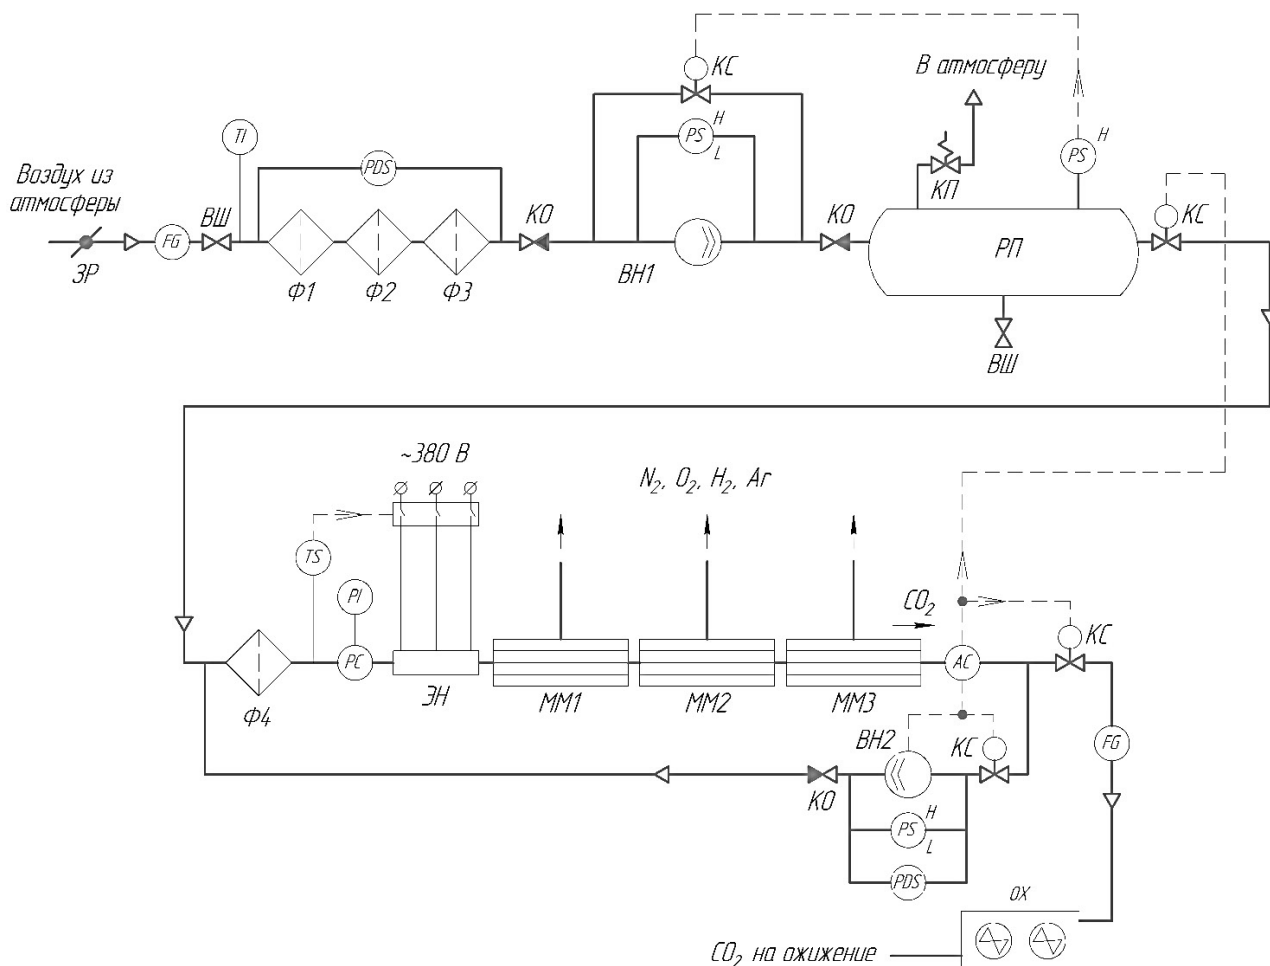 КС
В атмосферу
H
PS
L
H
PS
TI
PDS
КП
КС
Воздух из
атмосферы
ВШ
КО
КО
FG
РП
ЗР
Ф1
Ф2
Ф3
ВН1
ВШ
~380 В
N2, O2, H2, Ar
TS
PI
CO2
КС
PC
AC
Ф4
ЭН
ММ1
ММ2
ММ3
ВН2
КС
FG
КО
H
PS
L
PDS
ОХ
CO2 на ожижение